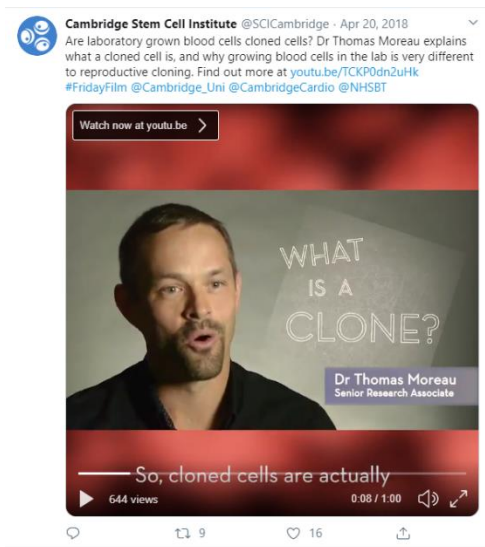 Cambridge Stem Cell Institute @SCICambridge · Apr 20, 2018
Are laboratory grown blood cells cloned cells? Dr Thomas Moreau explains
what a cloned cell is, and why growing blood cells in the lab is very different
to reproductive cloning. Find out more at youtu.be/TCKP0dn2uHk
#FridayFilm @Cambridge_Uni @CambridgeCardio @NHSBT
Watch now at youtu.be
WHAT
IS A
CLONE?
Dr Thomas Moreau
Senior Research Associate
So, cloned cells are actually
644 views
0:08 / 1:00
9
16